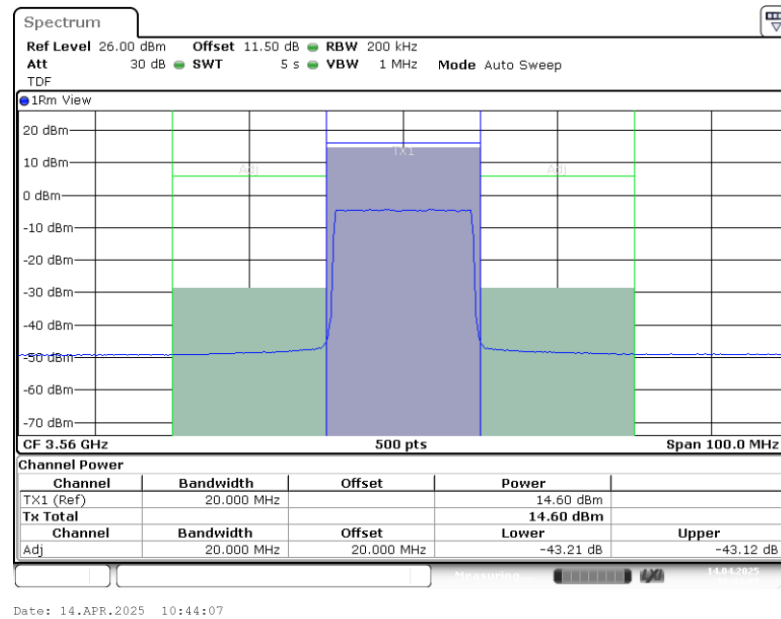 Spectrum
Ref Level 26.00 dBm Offset 11.50 dB RBW 200 kHz
Att 30 dB SWT 5 s VBW 1 MHz Mode Auto Sweep
TDF
1Rm View
20 dBm
TX1
10 dBm
Adj Adj
0 dBm
-10 dBm
-20 dBm
-30 dBm
-40 dBm
-50 dBm
-60 dBm
-70 dBm
CF 3.56 GHz 500 pts Span 100.0 MHz
Channel Power
Channel Bandwidth Offset Power
TX1 (Ref) 20.000 MHz 14.60 dBm
Tx Total 14.60 dBm
Channel Bandwidth Offset Lower Upper
Adj 20.000 MHz 20.000 MHz -43.21 dB -43.12 dB
Measuring... LXI 14.04.2025
Date: 14.APR.2025 10:44:07